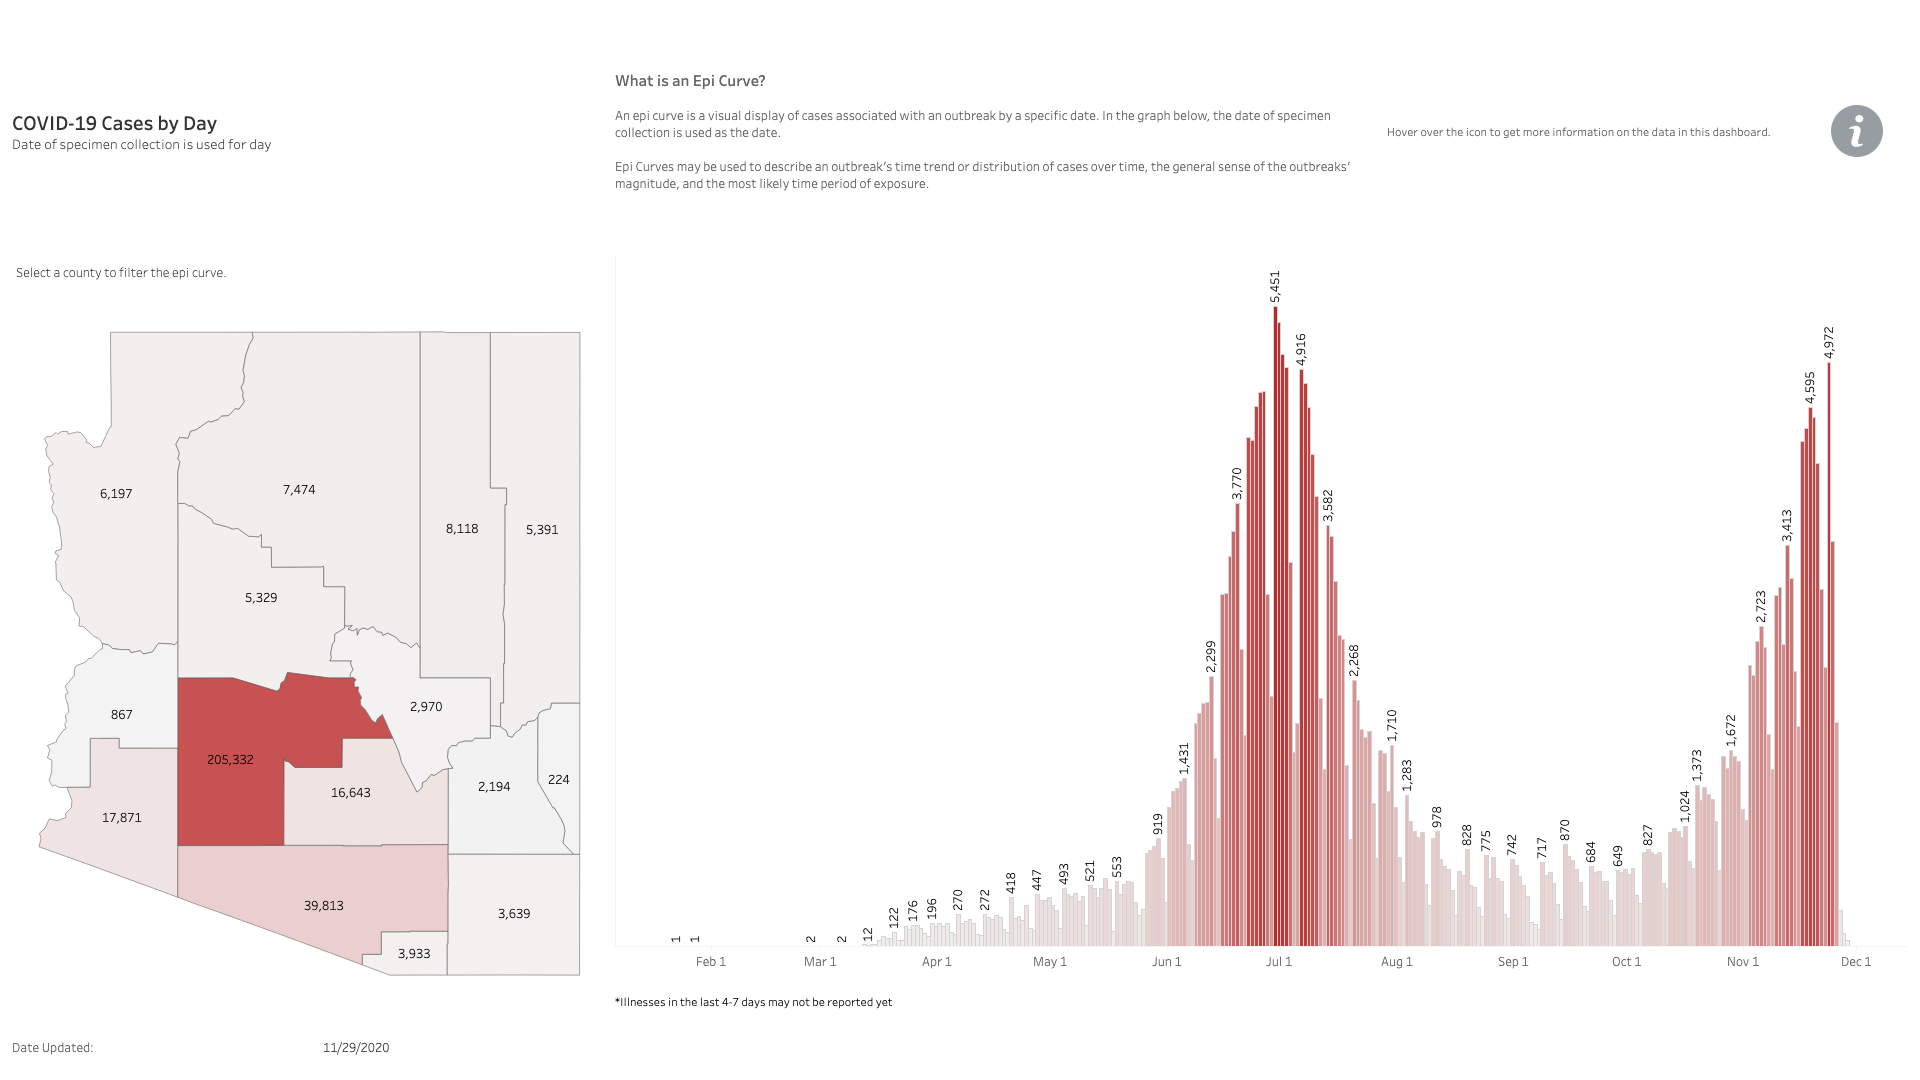 What is an Epi Curve?
COVID-19 Cases by Day
Date of specimen collection is used for day
An epi curve is a visual display of cases associated with an outbreak by a specific date. In the graph below, the date of specimen
collection is used as the date.
Epi Curves may be used to describe an outbreak's time trend or distribution of cases over time, the general sense of the outbreaks'
magnitude, and the most likely time period of exposure.
Hover over the icon to get more information on the data in this dashboard.
i
Select a county to filter the epi curve.
6,197
7,474
8,118
5,391
5,329
867
2,970
205,332
2,194
224
16,643
17,871
39,813
3,639
3,933
1
1
2
2
12
122
176
196
270
272
418
447
493
521
553
919
1,431
2,299
3,770
5,451
4,916
3,582
2,268
1,710
1,283
978
828
775
742
717
870
684
649
827
1,024
1,373
1,672
2,723
3,413
4,595
4,972
Feb 1
Mar 1
Apr 1
May 1
Jun 1
Jul 1
Aug 1
Sep 1
Oct 1
Nov 1
Dec 1
*Illnesses in the last 4-7 days may not be reported yet
Date Updated:
11/29/2020